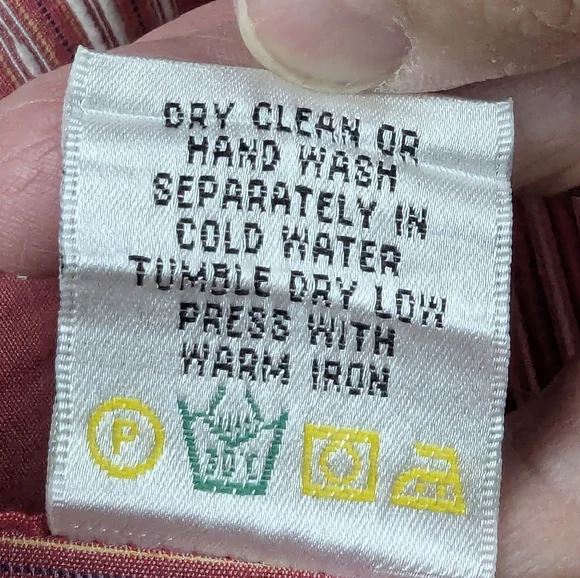 DRY CLEAN OR
HAND WASH
SEPARATELY IN
COLD WATER
TUMBLE DRY LOW
PRESS WITH
WARM IRON
P 30°C